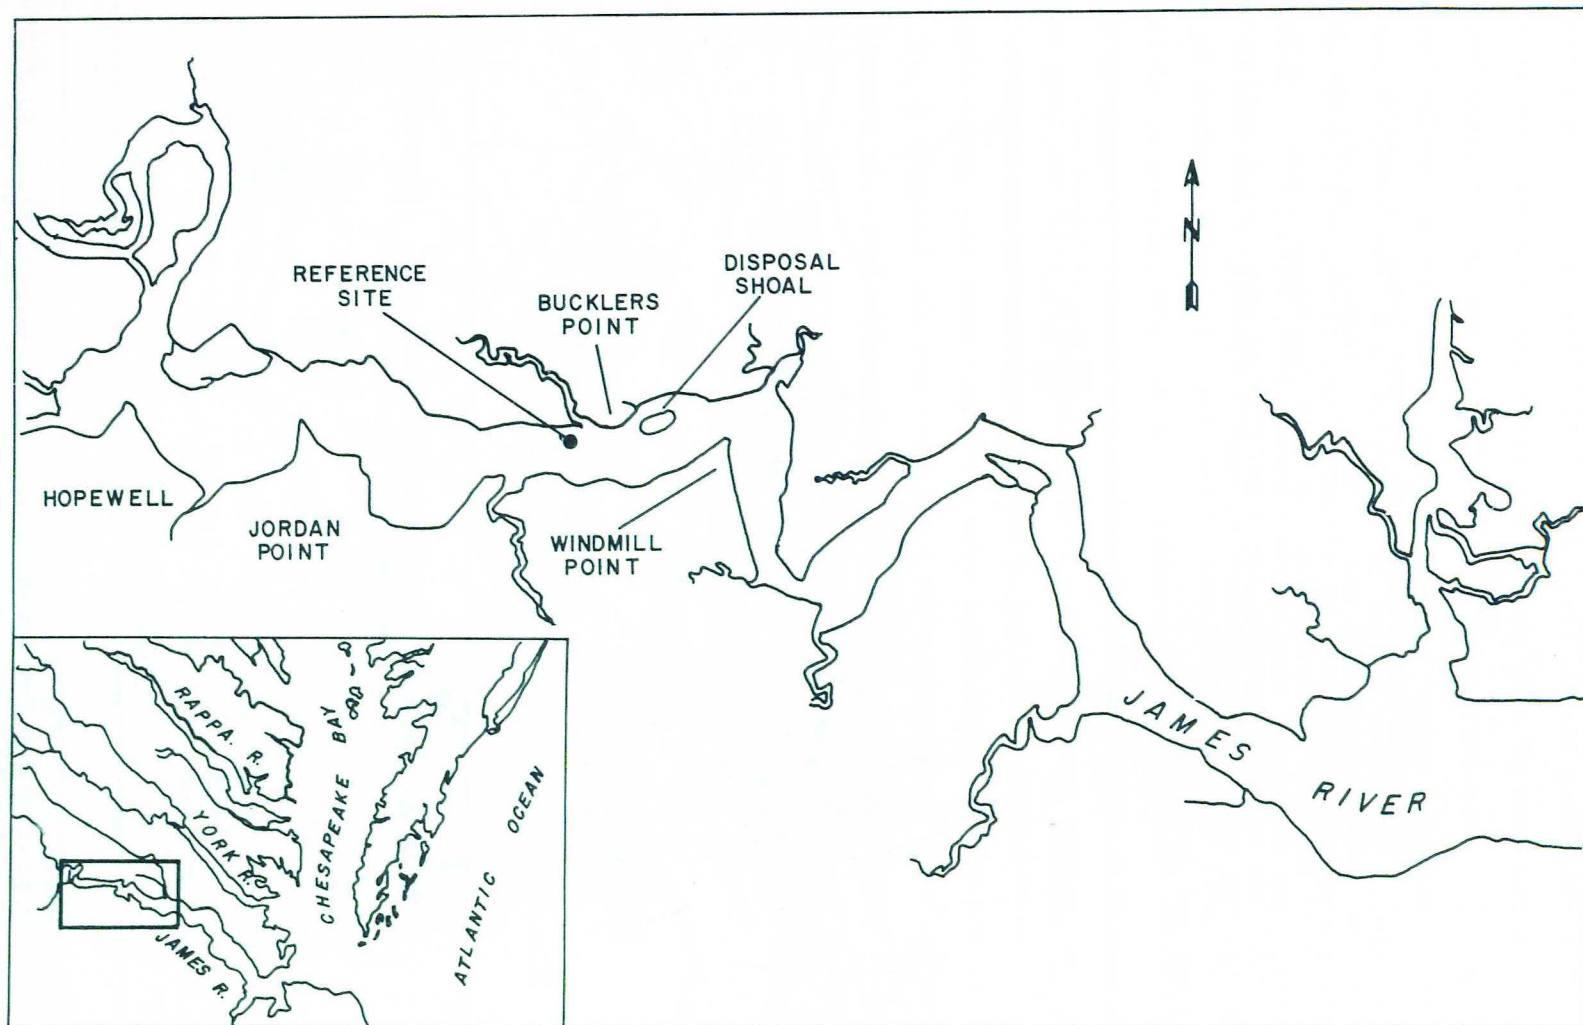 REFERENCE
SITE
BUCKLERS
POINT
DISPOSAL
SHOAL
N
HOPEWELL
JORDAN
POINT
WINDMILL
POINT
JAMES
RIVER
RAPPA. R.
YORK R.
CHESAPEAKE BAY
ATLANTIC OCEAN
JAMES R.